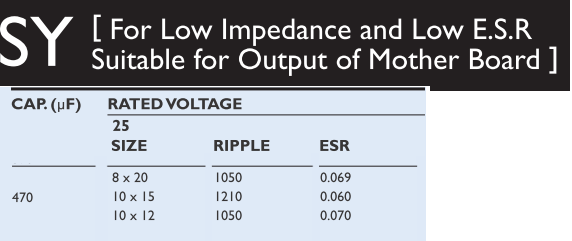 SY [ For Low Impedance and Low E.S.R
Suitable for Output of Mother Board ]
CAP. (µF) RATED VOLTAGE
25
SIZE RIPPLE ESR
8 x 20 1050 0.069
470 10 x 15 1210 0.060
10 x 12 1050 0.070